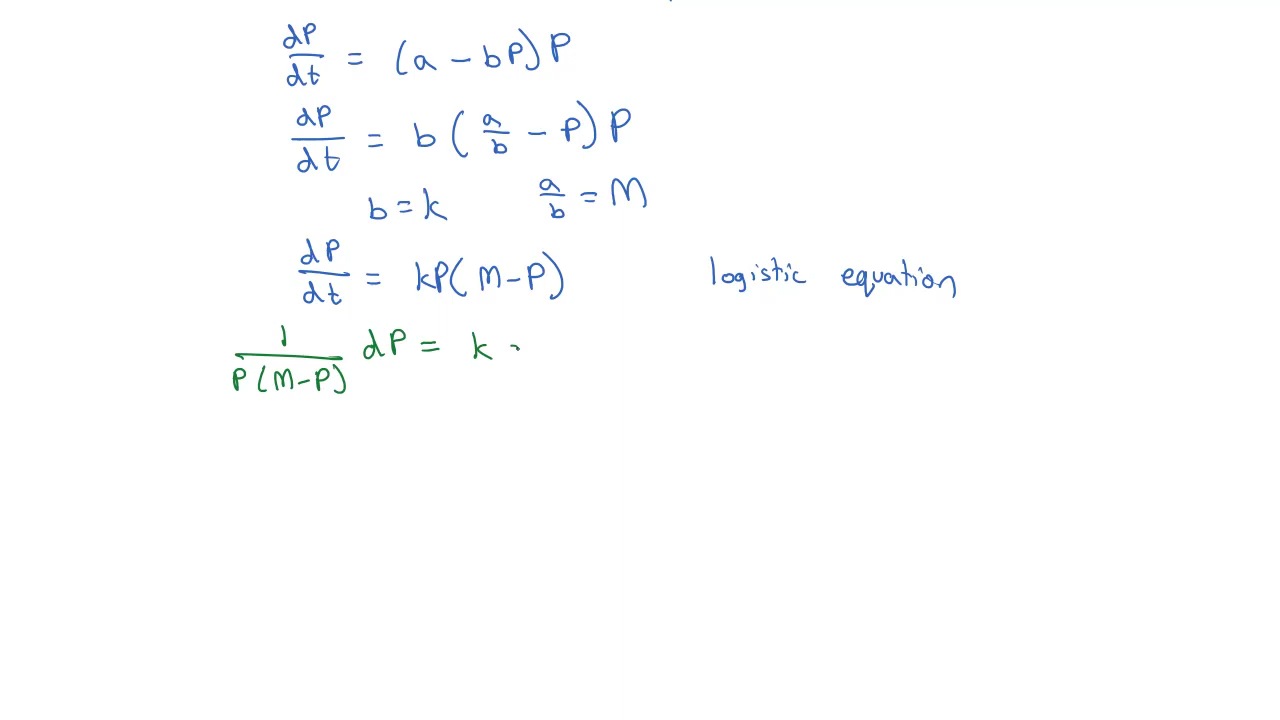 dP/dt = (a - bP)P
dP/dt = b(a/b - P)P
b = k a/b = M
dP/dt = kP(M - P) logistic equation
1/P(M-P) dP = k